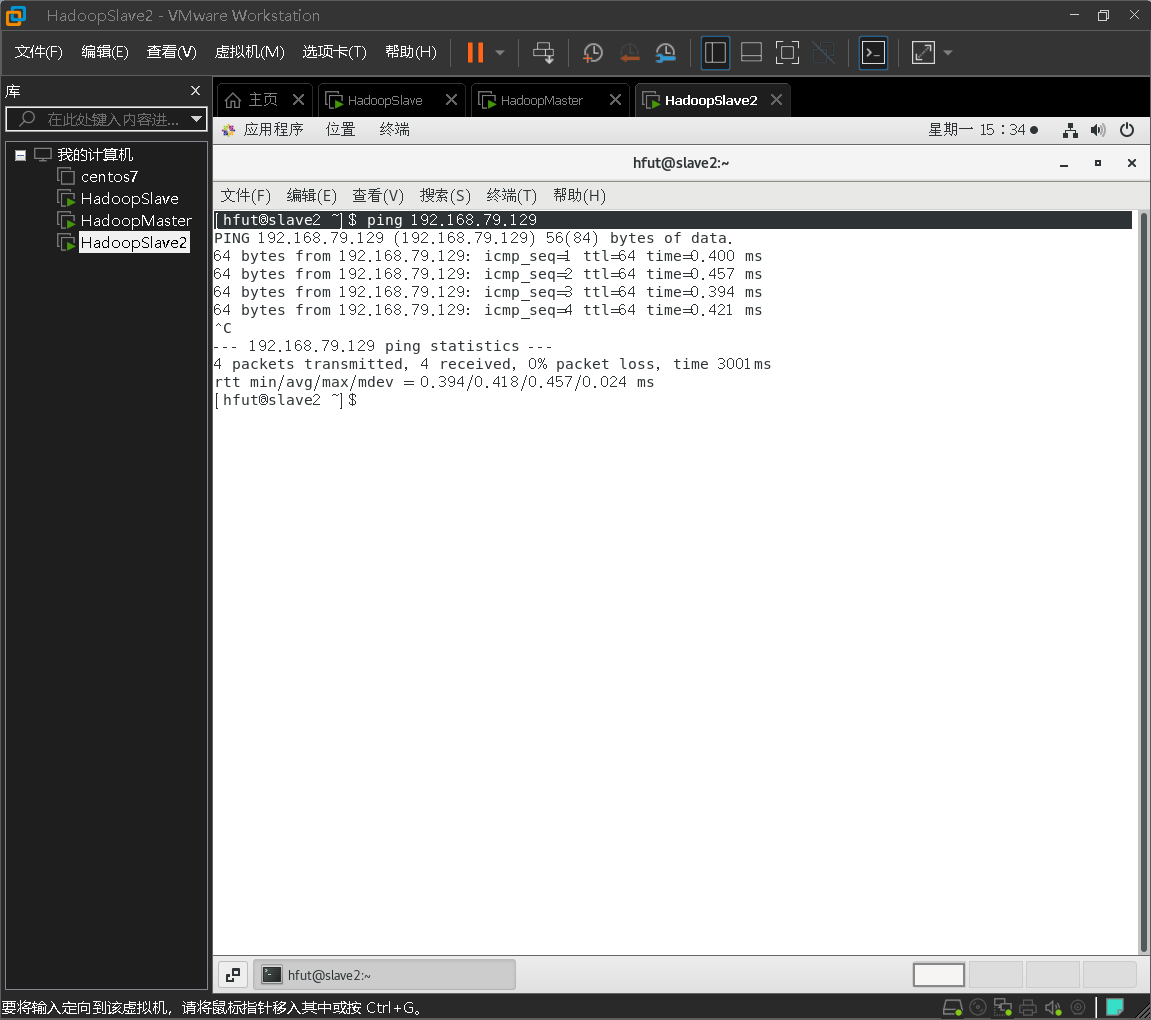 HadoopSlave2 - VMware Workstation
文件(F) 编辑(E) 查看(V) 虚拟机(M) 选项卡(T) 帮助(H)
库
在此处键入内容进...
我的计算机
centos7
HadoopSlave
HadoopMaster
HadoopSlave2
主页 HadoopSlave HadoopMaster HadoopSlave2
应用程序 位置 终端 星期一 15:34
hfut@slave2:~
文件(F) 编辑(E) 查看(V) 搜索(S) 终端(T) 帮助(H)
[hfut@slave2 ~]$ ping 192.168.79.129
PING 192.168.79.129 (192.168.79.129) 56(84) bytes of data.
64 bytes from 192.168.79.129: icmp_seq=1 ttl=64 time=0.400 ms
64 bytes from 192.168.79.129: icmp_seq=2 ttl=64 time=0.457 ms
64 bytes from 192.168.79.129: icmp_seq=3 ttl=64 time=0.394 ms
64 bytes from 192.168.79.129: icmp_seq=4 ttl=64 time=0.421 ms
^C
--- 192.168.79.129 ping statistics ---
4 packets transmitted, 4 received, 0% packet loss, time 3001ms
rtt min/avg/max/mdev = 0.394/0.418/0.457/0.024 ms
[hfut@slave2 ~]$
hfut@slave2:~
要将输入定向到该虚拟机，请将鼠标指针移入其中或按 Ctrl+G。